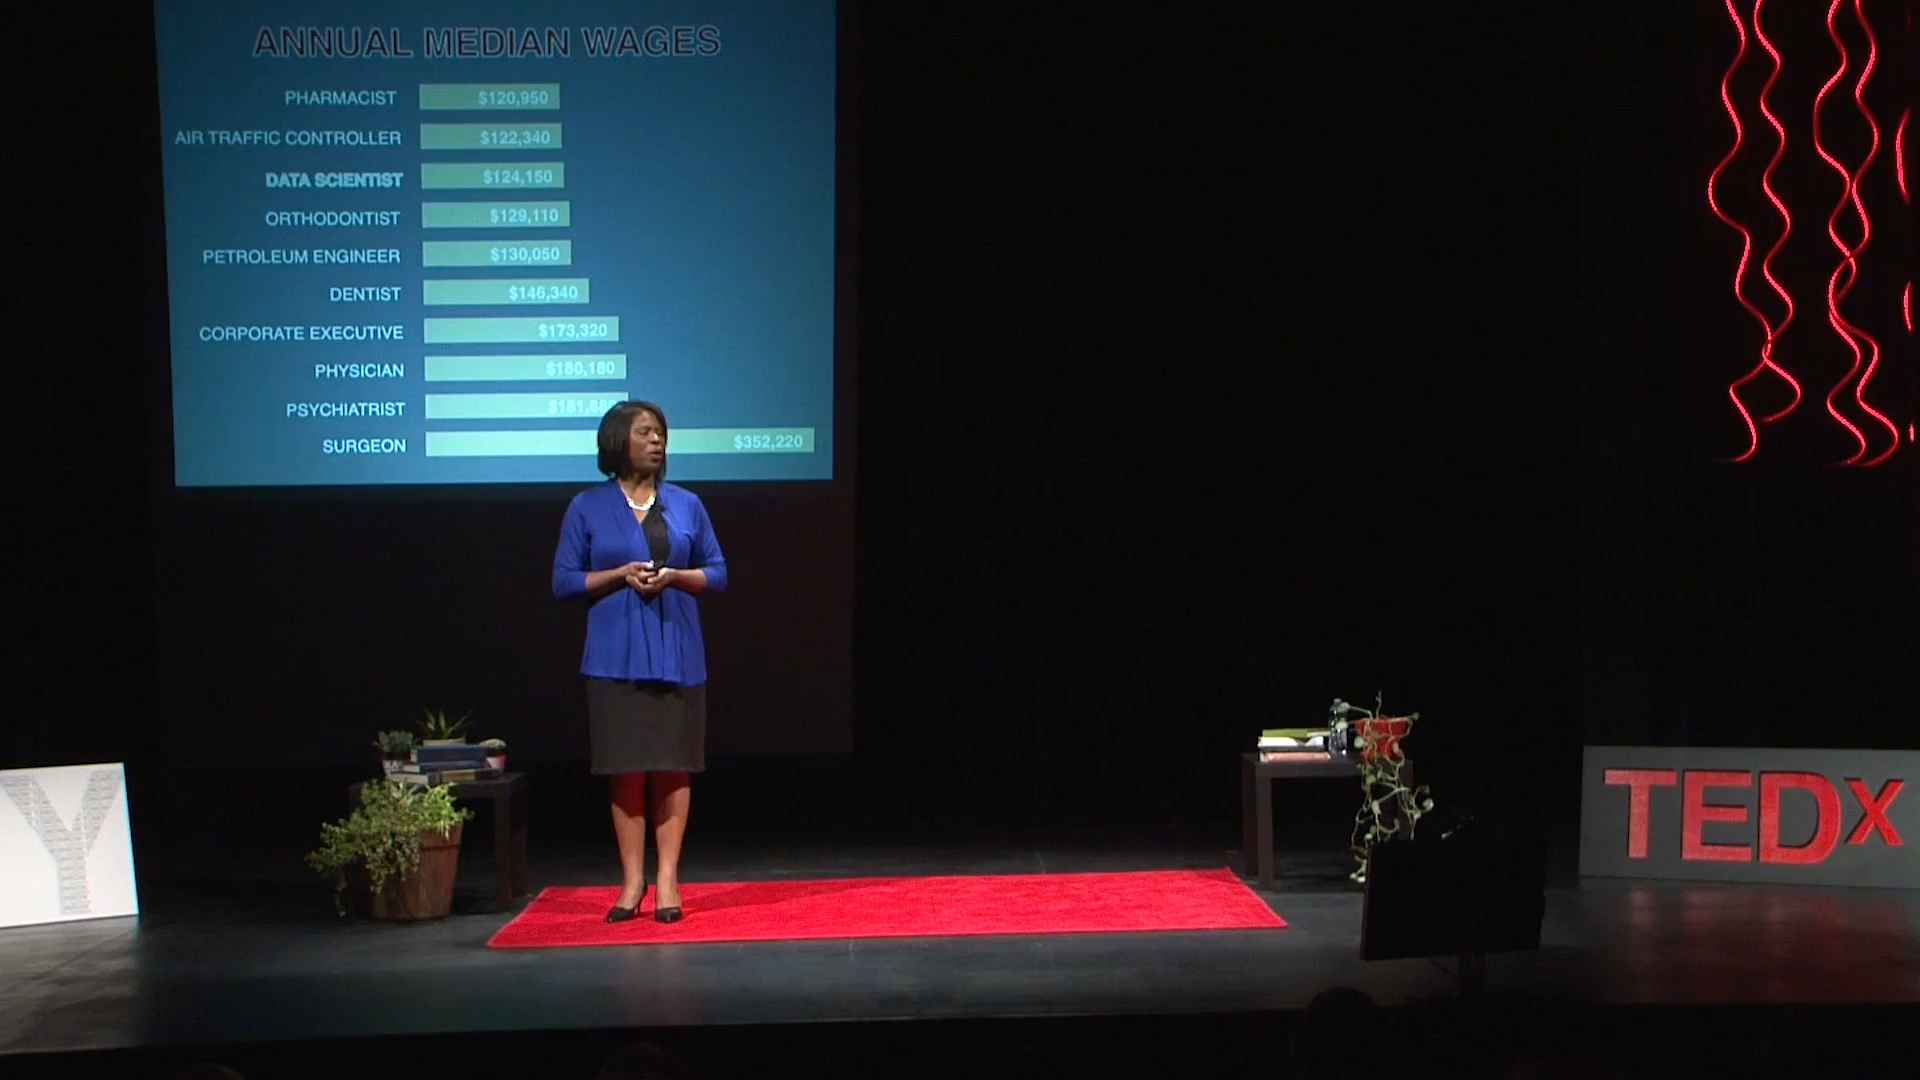 ANNUAL MEDIAN WAGES
PHARMACIST $120,950
AIR TRAFFIC CONTROLLER $122,340
DATA SCIENTIST $124,150
ORTHODONTIST $129,110
PETROLEUM ENGINEER $130,050
DENTIST $146,340
CORPORATE EXECUTIVE $173,320
PHYSICIAN $180,180
PSYCHIATRIST
SURGEON $352,220
Y
TEDx